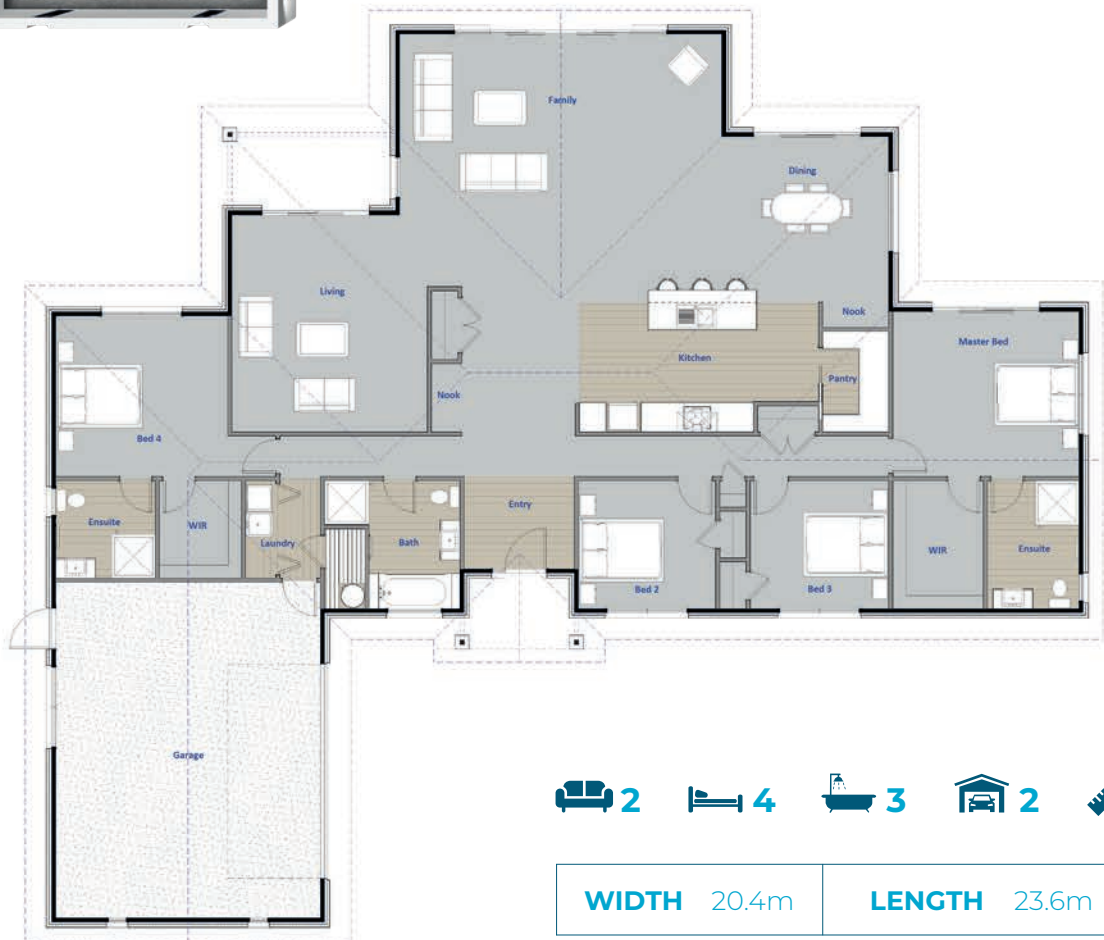 Family
Dining
Living
Nook
Kitchen
Master Bed
Pantry
Nook
Bed 4
Ensuite
WIR
Laundry
Bath
Entry
Bed 2
Bed 3
WIR
Ensuite
Garage
2 4 3 2
WIDTH 20.4m LENGTH 23.6m